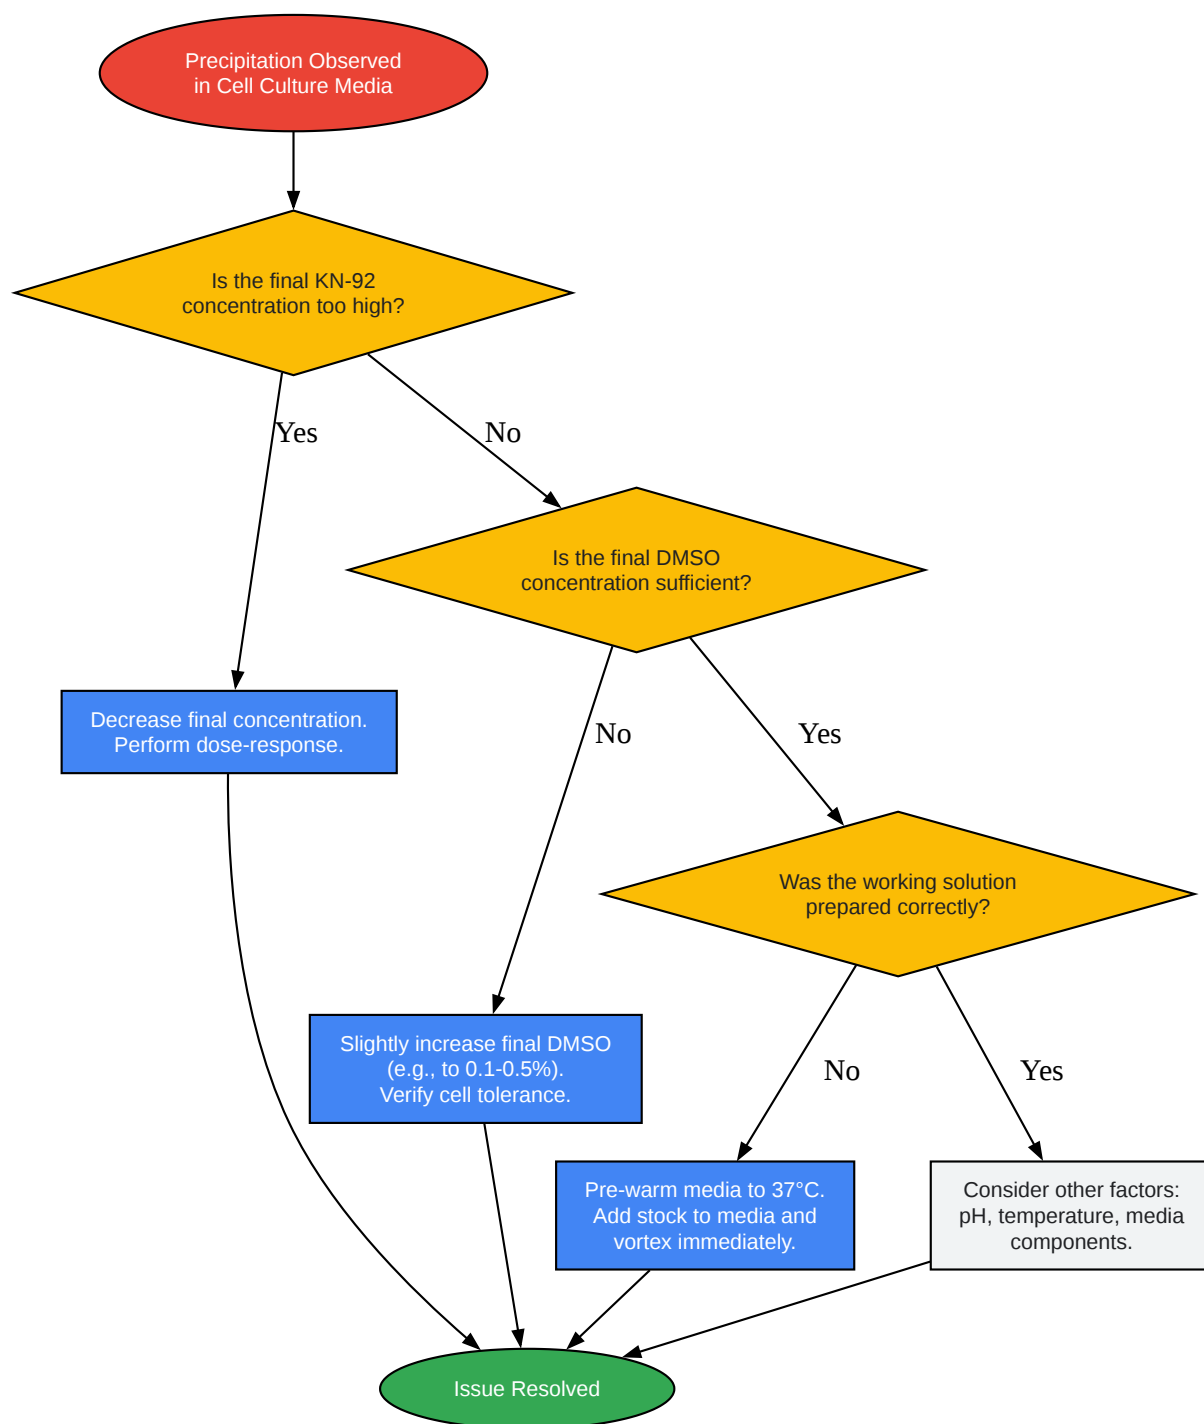 Precipitation Observed
in Cell Culture Media
Is the final KN-92
concentration too high?
Yes
No
Is the final DMSO
concentration sufficient?
Decrease final concentration.
Perform dose-response.
No
Yes
Was the working solution
prepared correctly?
Slightly increase final DMSO
(e.g., to 0.1-0.5%).
Verify cell tolerance.
No
Yes
Pre-warm media to 37°C.
Add stock to media and
vortex immediately.
Consider other factors:
pH, temperature, media
components.
Issue Resolved